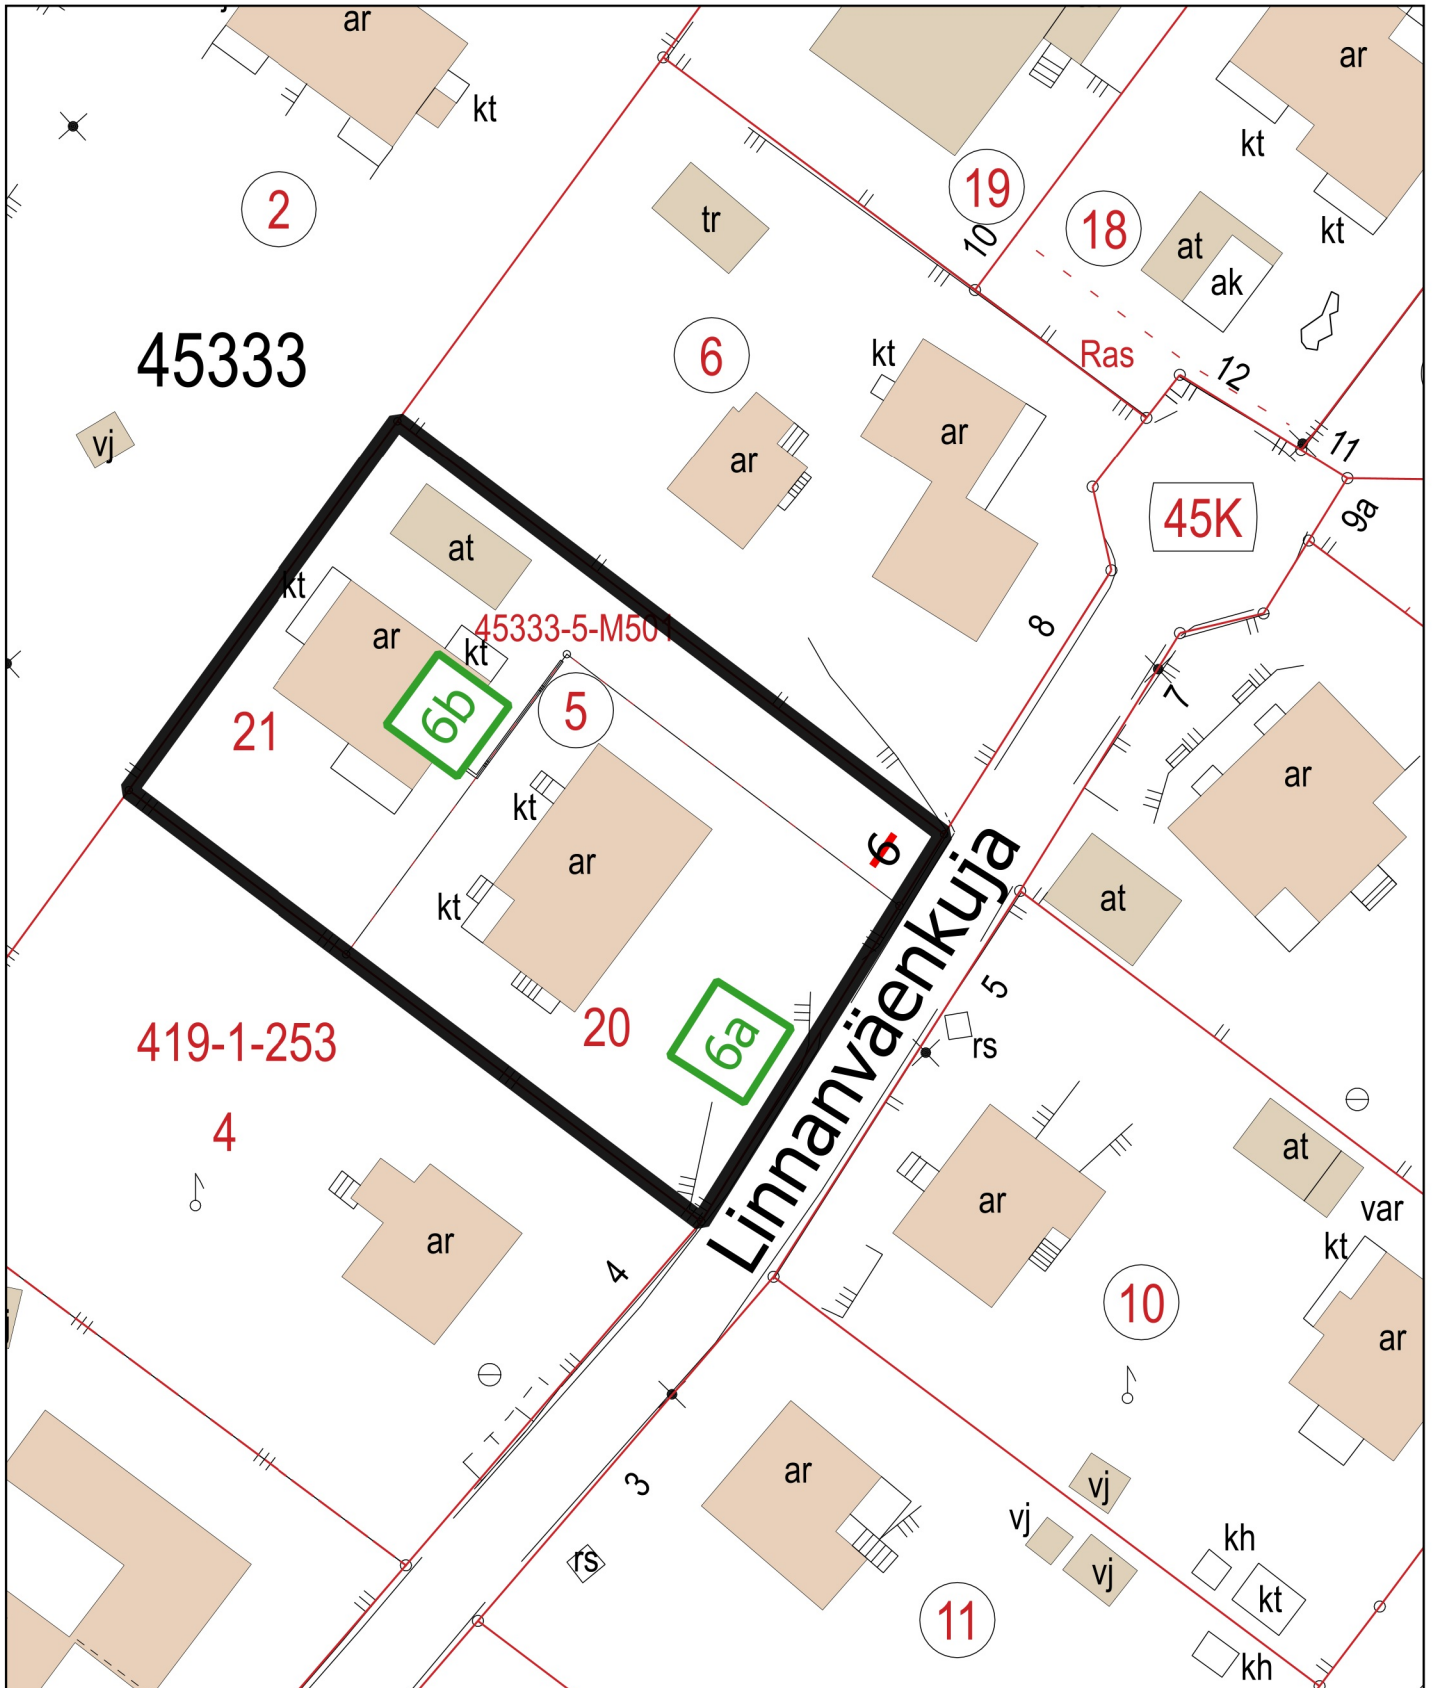 ar
ar
kt
kt
19
2
10
18
tr
at
kt
ak
45333
6
kt
Ras
12
ar
vj
ar
11
at
45K
9a
kt
ar
45333-5-M501
8
kt
6b
5
21
7
ar
kt
ar
6
kt
Linnanväenkuja
at
5
20
6a
419-1-253
rs
4
at
ar
var
ar
kt
4
10
ar
ar
3
vj
vj
kh
rs
vj
kt
11
kh